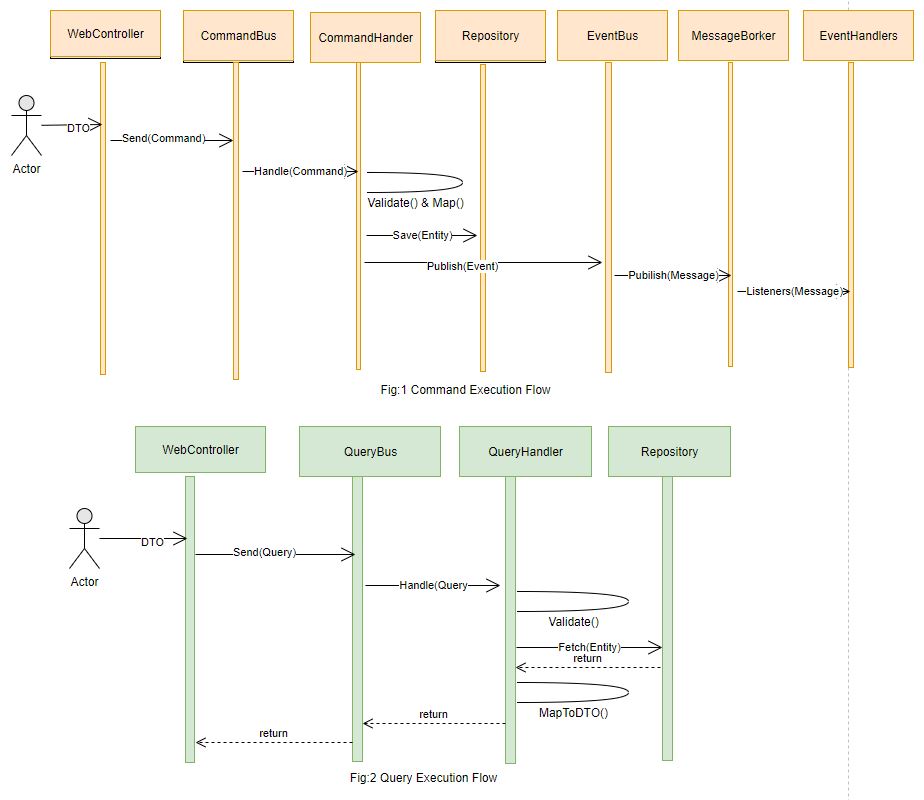 WebController
CommandBus
CommandHander
Repository
EventBus
MessageBorker
EventHandlers
DTO
Actor
Send(Command)
Handle(Command)
Validate() & Map()
Save(Entity)
Publish(Event)
Pubilish(Message)
Listeners(Message)
Fig:1 Command Execution Flow
WebController
QueryBus
QueryHandler
Repository
DTO
Actor
Send(Query)
Handle(Query
Validate()
Fetch(Entity)
return
MapToDTO()
return
return
Fig:2 Query Execution Flow